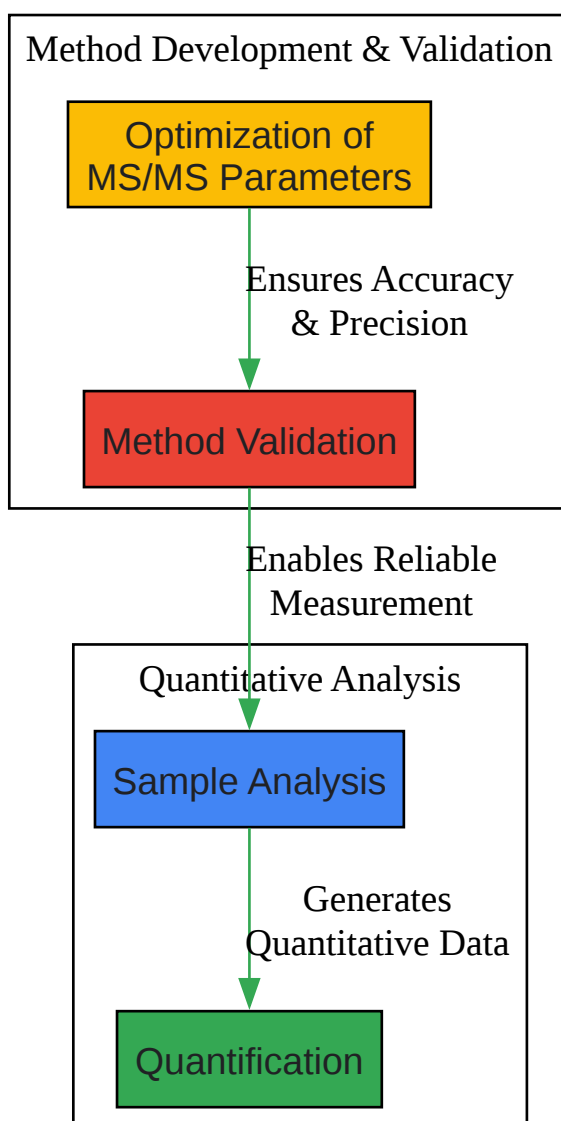 Method Development & Validation
Optimization of
MS/MS Parameters
Ensures Accuracy
& Precision
Method Validation
Enables Reliable
Measurement
Quantitative Analysis
Sample Analysis
Generates
Quantitative Data
Quantification